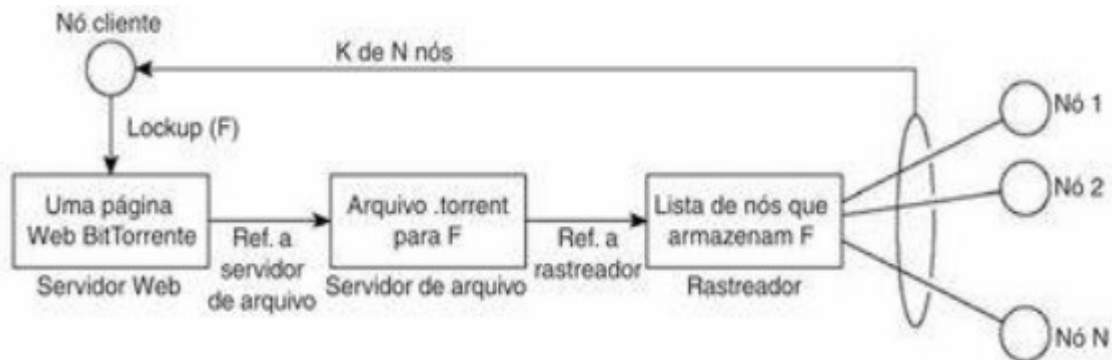 Nó cliente
K de N nós
Lockup (F)
Uma página
Web BitTorrente
Servidor Web
Ref. a
servidor
de arquivo
Arquivo .torrent
para F
Servidor de arquivo
Ref. a
rastreador
Lista de nós que
armazenam F
Rastreador
Nó 1
Nó 2
Nó N